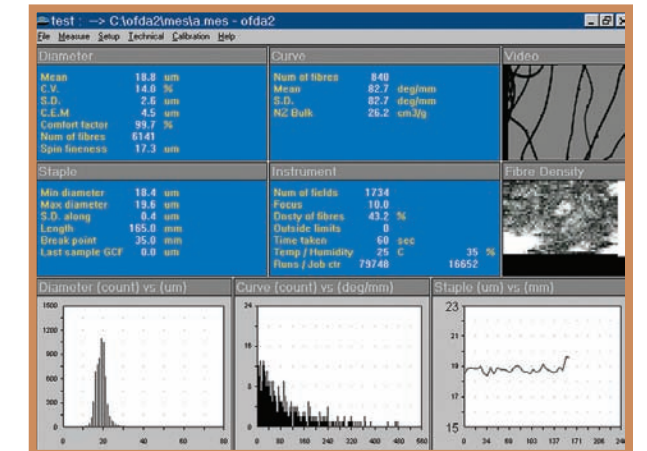 test : --> C:\ofda2\mes\a.mes - ofda2
File Measure Setup Technical Calibration Help
Diameter
Mean 18.8 um
C.V. 14.0 %
S.D. 2.6 um
C.E.M 4.5 um
Comfort factor 99.7 %
Num of fibres 6141
Spin fineness 17.3 um
Curve
Num of fibres 840
Mean 82.7 deg/mm
S.D. 82.7 deg/mm
NZ Bulk 26.2 cm3/g
Video
Staple
Min diameter 18.4 um
Max diameter 19.6 um
S.D. along 0.4 um
Length 165.0 mm
Break point 35.0 mm
Last sample GCF 0.0 um
Instrument
Num of fields 1734
Focus 10.0
Dnsty of fibres 43.2 %
Outside limits 0
Time taken 60 sec
Temp / Humidity 25 C 35 %
Runs / Job ctr 79748 16652
Fibre Density
Diameter (count) vs (um)
1500
1200
900
600
300
0
0 20 40 60 80
Curve (count) vs (deg/mm)
24
16
8
0
0 80 160 240 320 400 480 560
Staple (um) vs (mm)
23
21
19
17
15
0 34 69 103 137 171 206 240